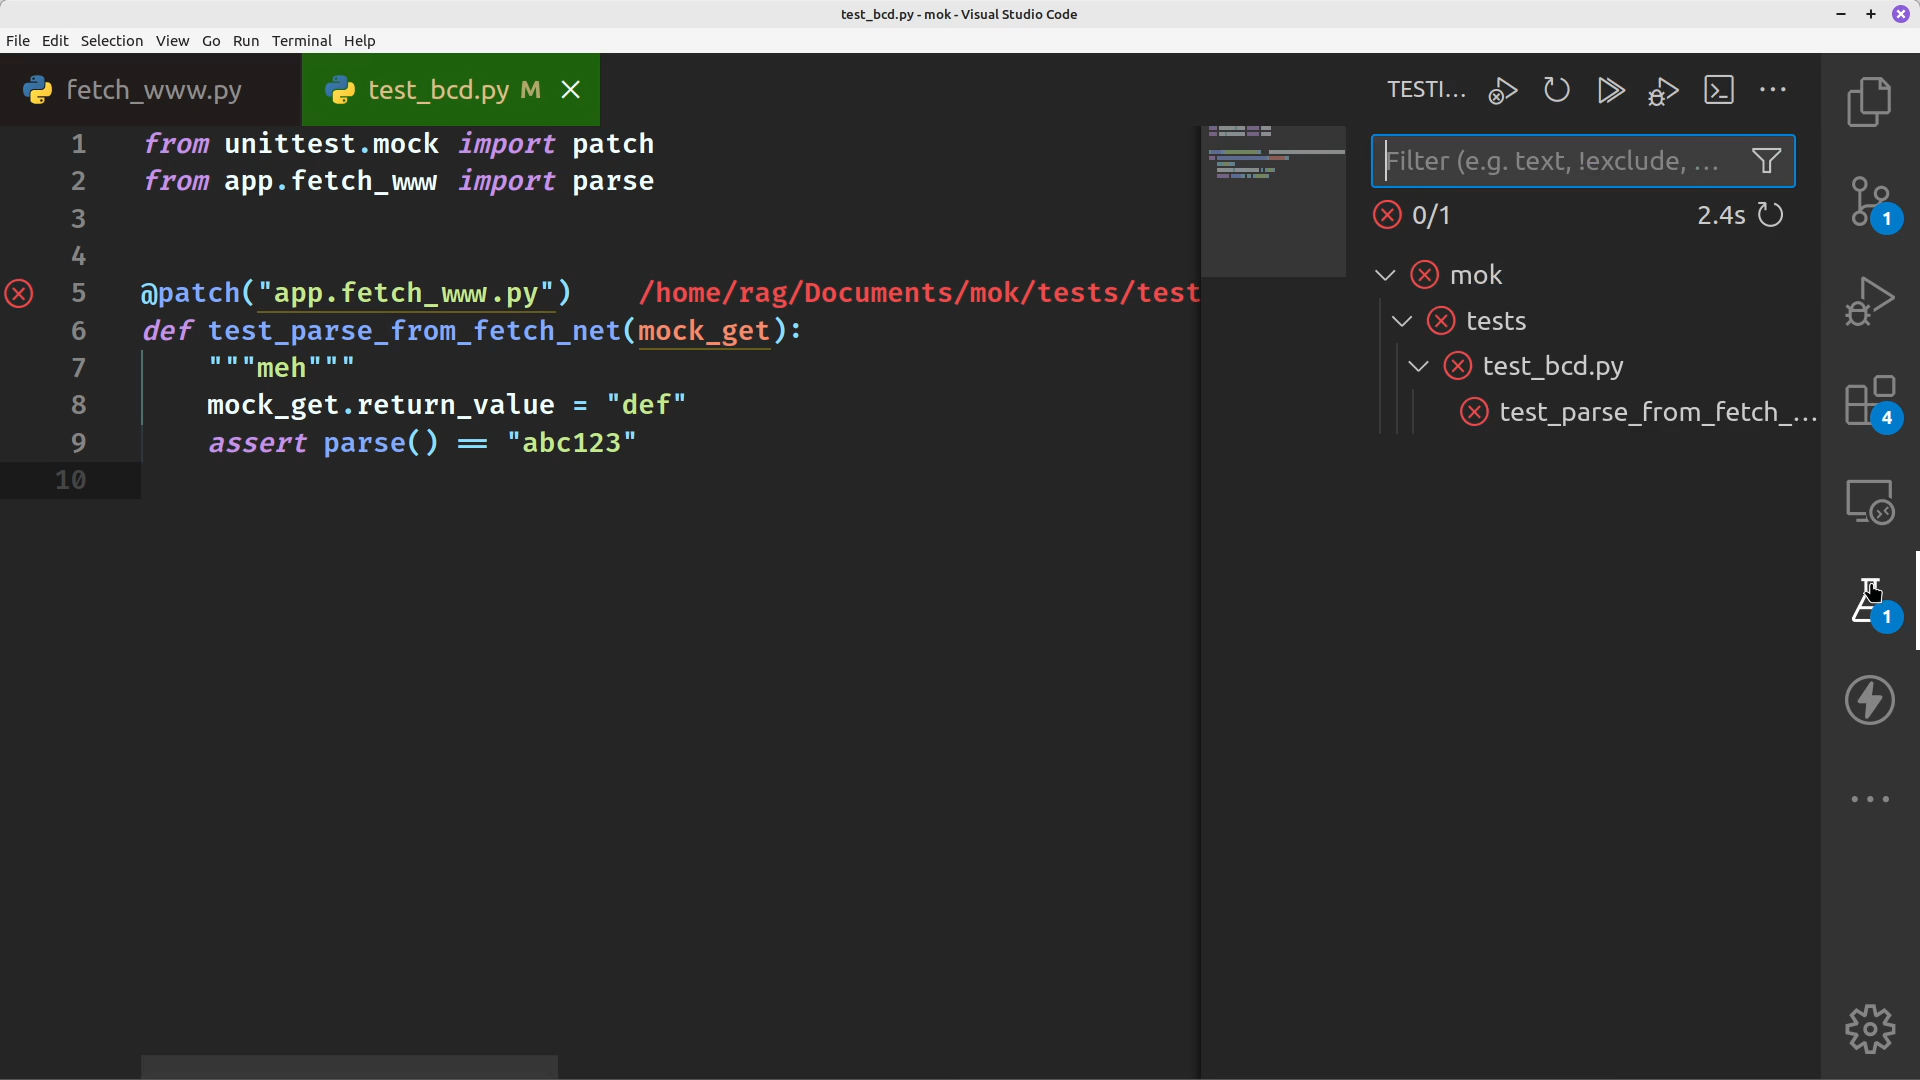 test_bcd.py - mok - Visual Studio Code
File Edit Selection View Go Run Terminal Help
fetch_www.py
test_bcd.py M
TESTI...
1 from unittest.mock import patch
2 from app.fetch_www import parse
3
4
5 @patch("app.fetch_www.py") /home/rag/Documents/mok/tests/test
6 def test_parse_from_fetch_net(mock_get):
7 """meh"""
8 mock_get.return_value = "def"
9 assert parse() == "abc123"
10
Filter (e.g. text, !exclude, ...
0/1 2.4s
mok
tests
test_bcd.py
test_parse_from_fetch_...
1
4
1